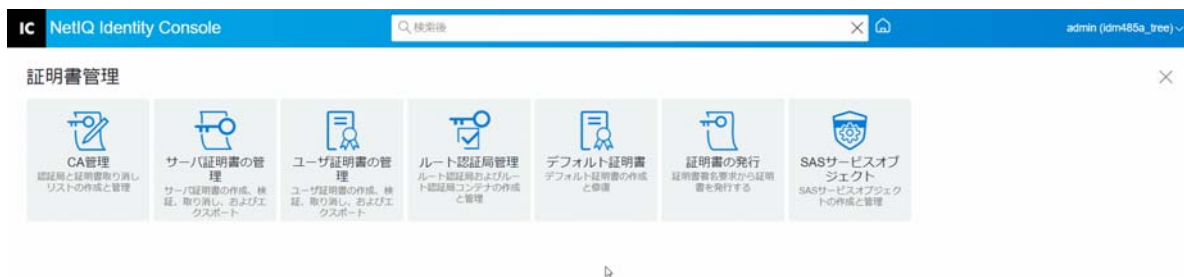 IC NetIQ Identity Console
検索後
admin (idm485a_tree)
証明書管理
CA管理
認証局と証明書取り消し
リストの作成と管理
サーバ証明書の管
理
サーバ証明書の作成、検
証、取り消し、およびエ
クスポート
ユーザ証明書の管
理
ユーザ証明書の作成、検
証、取り消し、およびエ
クスポート
ルート認証局管理
ルート認証局およびルー
ト認証局コンテナの作成
と管理
デフォルト証明書
デフォルト証明書の作成
と修復
証明書の発行
証明書署名要求から証明
書を発行する
SASサービスオブ
ジェクト
SASサービスオブジェク
トの作成と管理